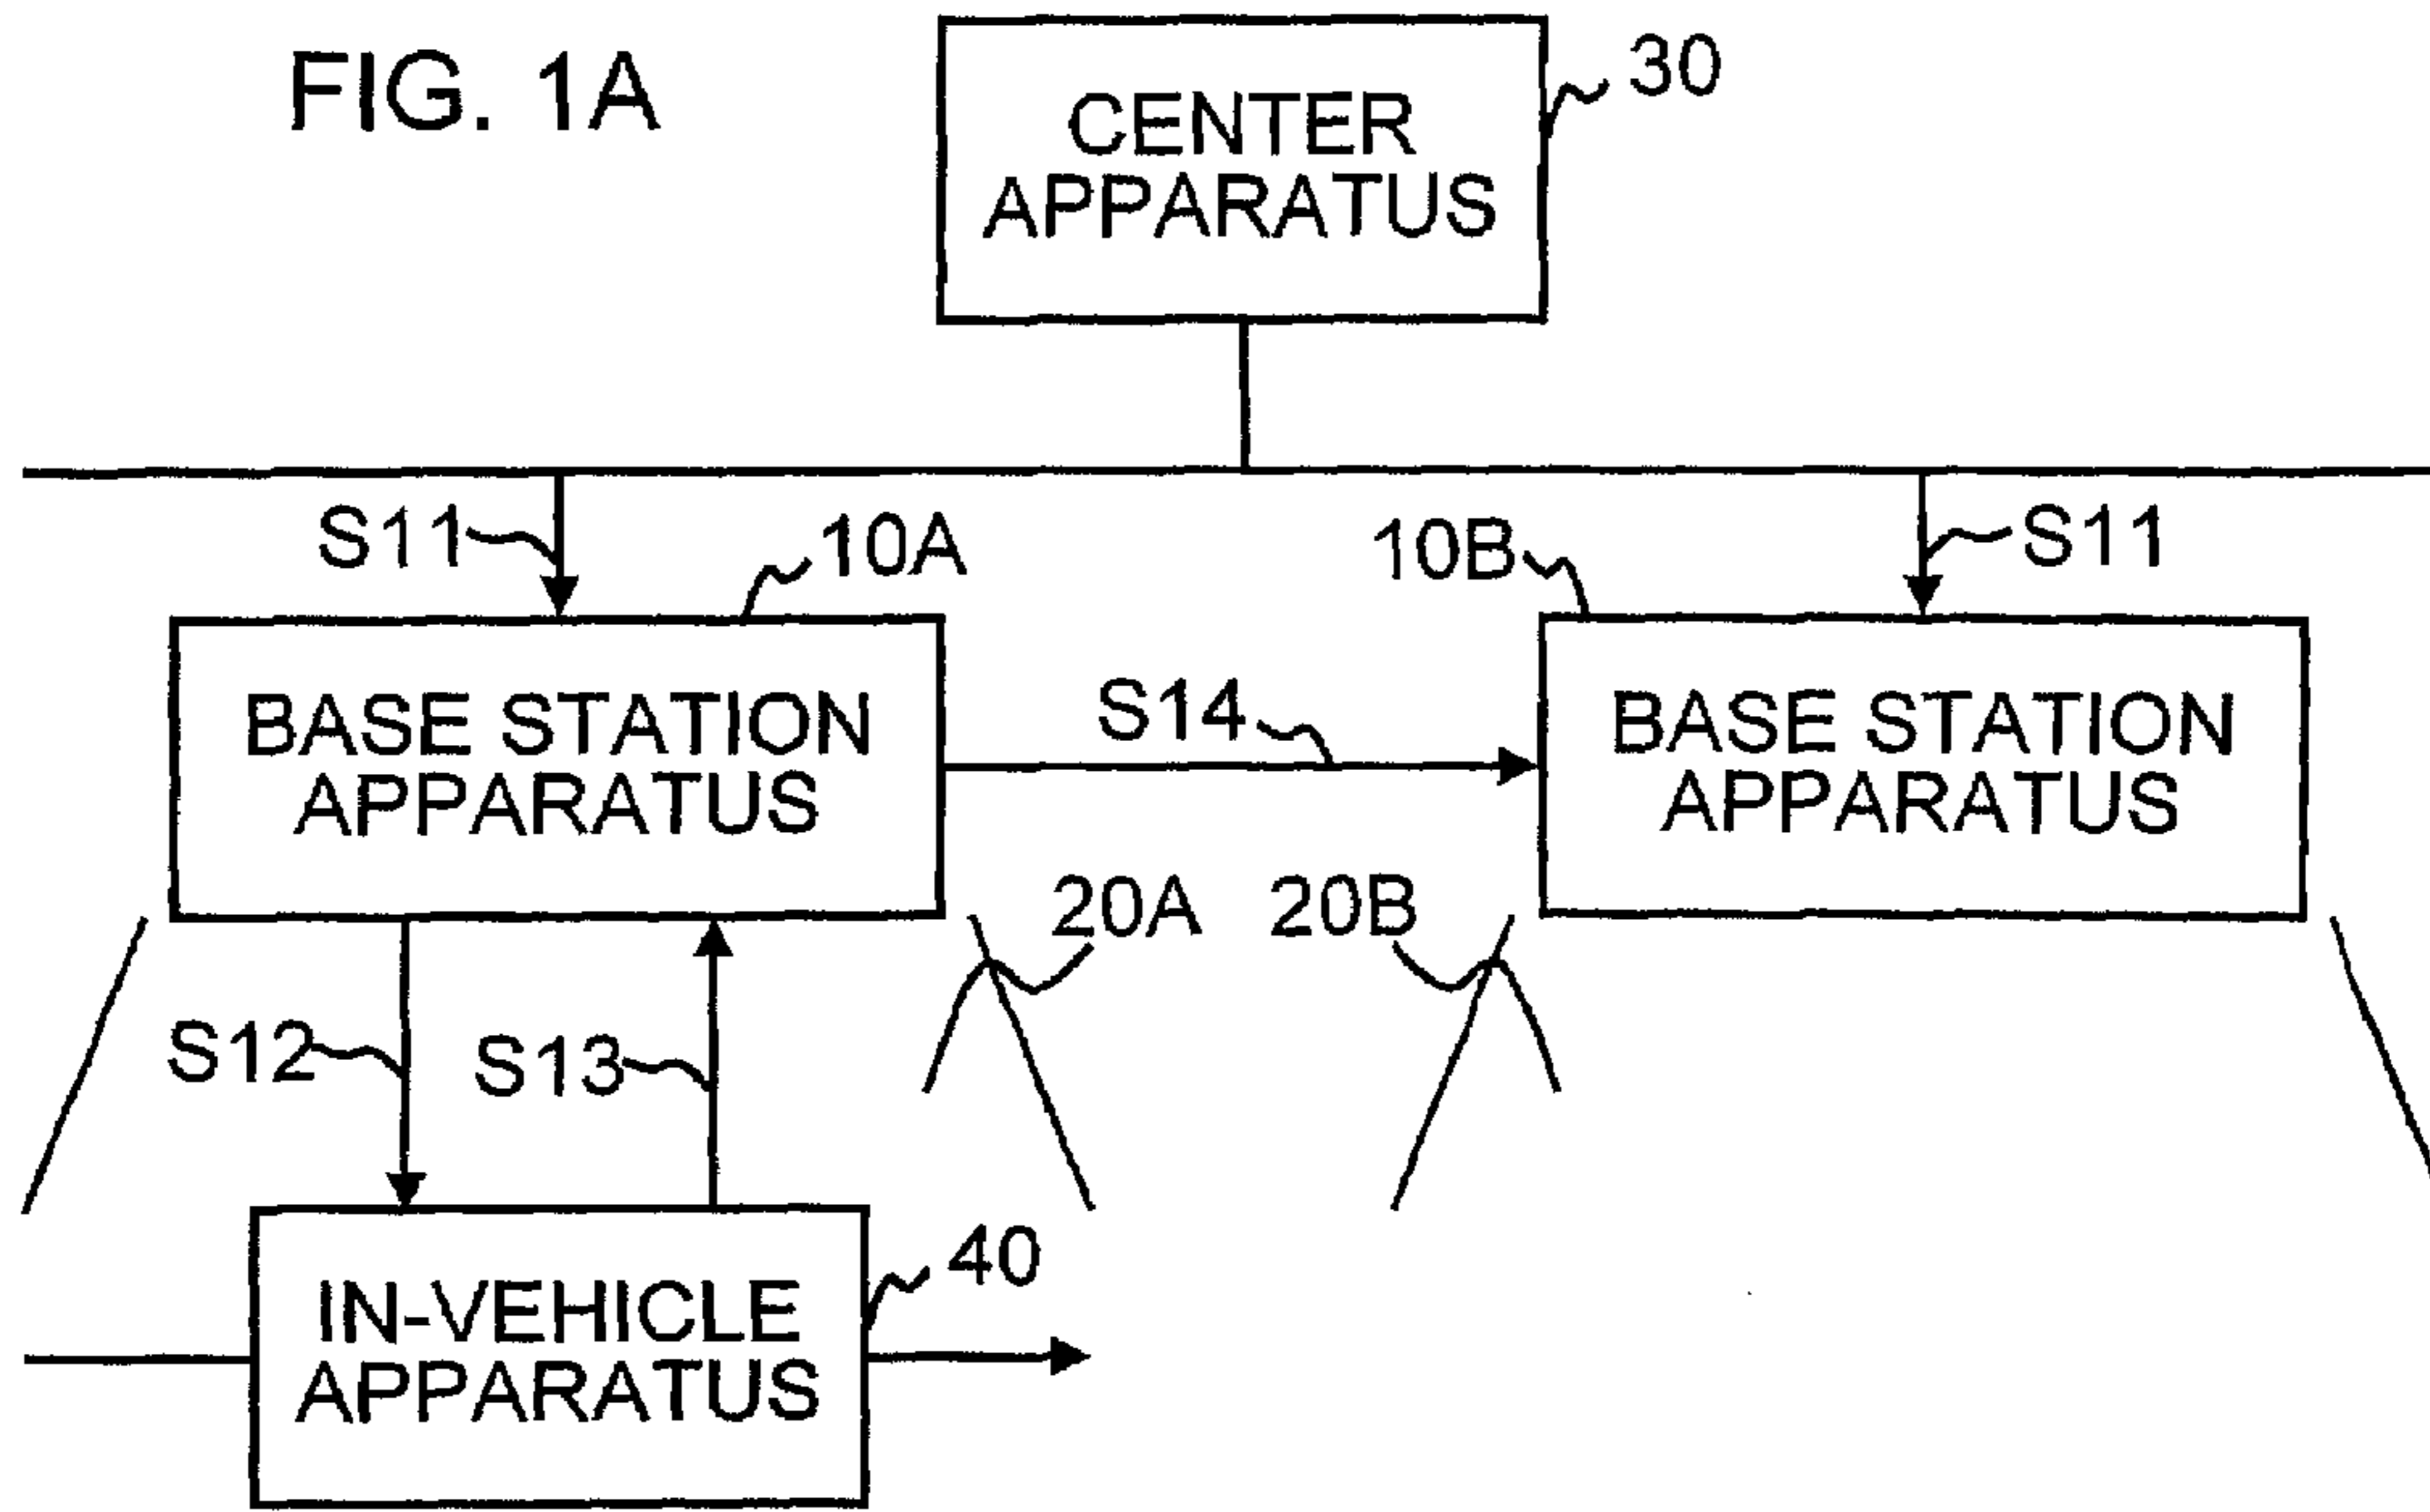 FIG. 1A
CENTER
APPARATUS
30
S11
10A
10B
S11
BASE STATION
APPARATUS
S14
BASE STATION
APPARATUS
20A
20B
S12
S13
40
IN-VEHICLE
APPARATUS